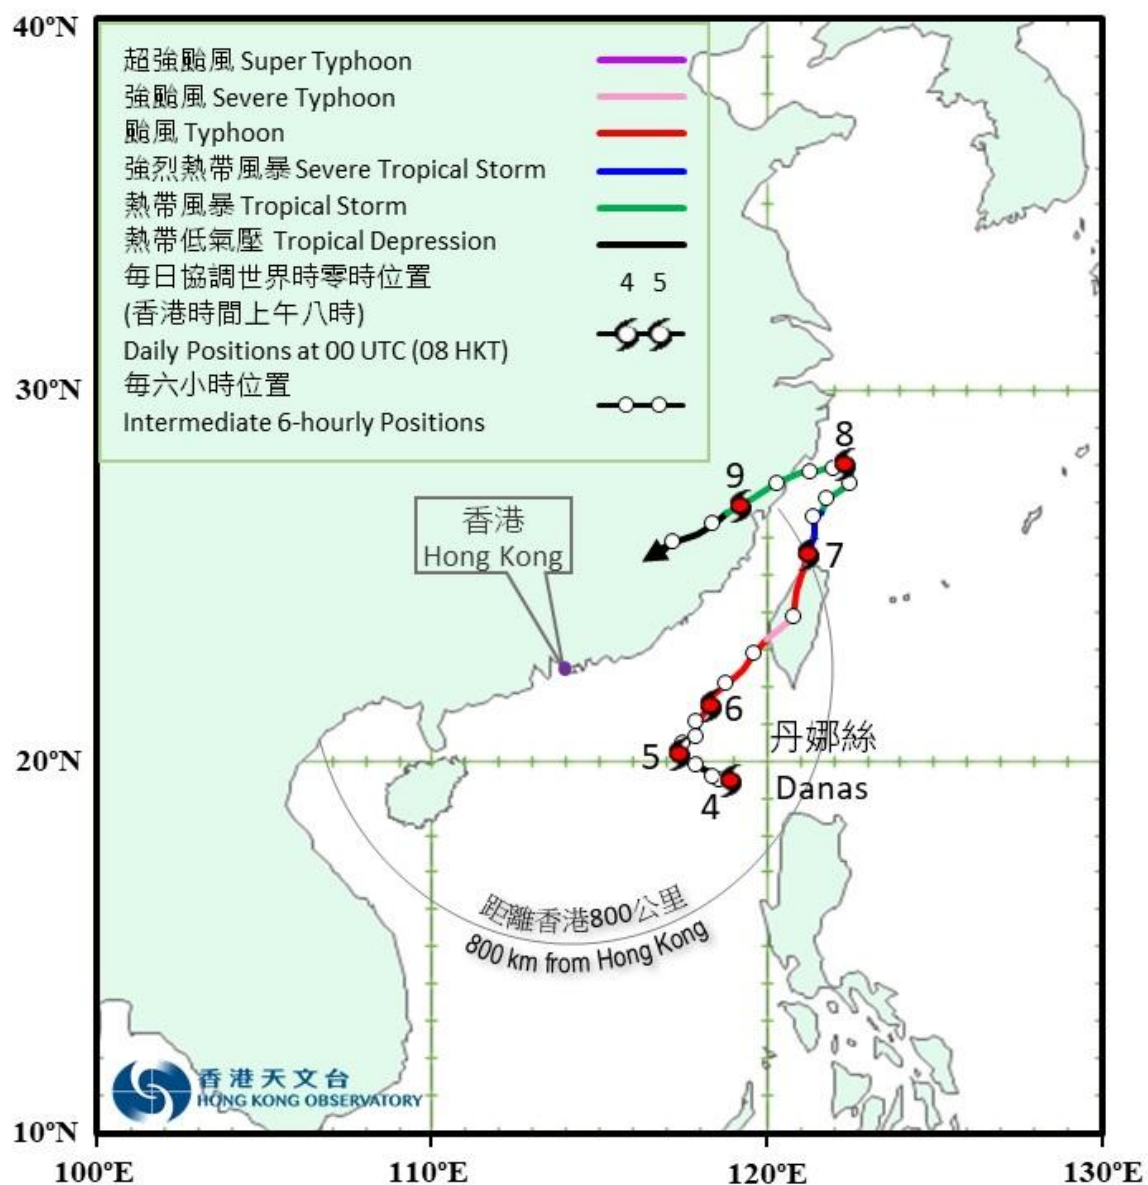 40°N
超強颱風 Super Typhoon
強颱風 Severe Typhoon
颱風 Typhoon
強烈熱帶風暴 Severe Tropical Storm
熱帶風暴 Tropical Storm
熱帶低氣壓 Tropical Depression
每日協調世界時零時位置
4 5
(香港時間上午八時)
Daily Positions at 00 UTC (08 HKT)
每六小時位置
Intermediate 6-hourly Positions
30°N
8
9
香港
Hong Kong
7
6
5
丹娜絲
20°N
Danas
4
距離香港800公里
800 km from Hong Kong
香港天文台
HONG KONG OBSERVATORY
10°N
100°E
110°E
120°E
130°E